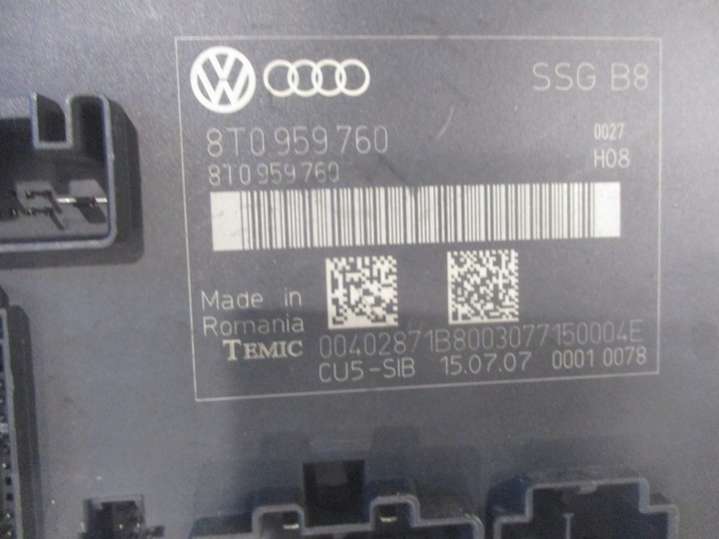 SSG B8
8T0 959 760
0027
8T0 959 760
H08
Made in
Romania
TEMIC 00402871B8003077150004E
CU5-SIB 15.07.07 0001 0078